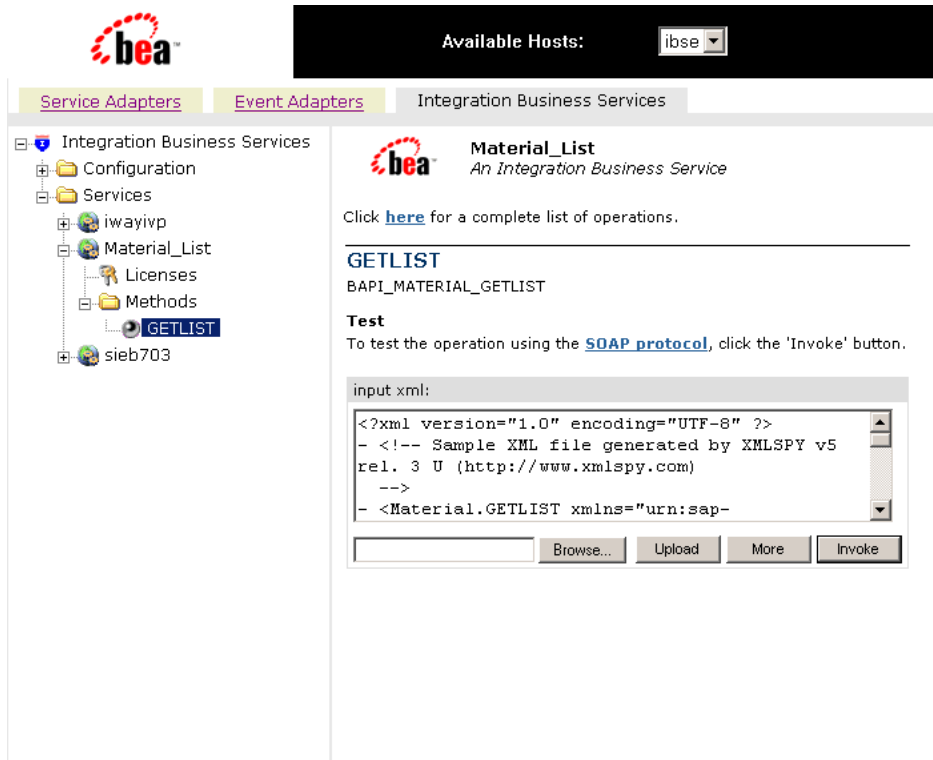 bea™
Available Hosts: ibse
Service Adapters Event Adapters Integration Business Services
Integration Business Services
Configuration
Services
iwayivp
Material_List
Licenses
Methods
GETLIST
sieb703
bea™
Material_List
An Integration Business Service
Click here for a complete list of operations.
GETLIST
BAPI_MATERIAL_GETLIST
Test
To test the operation using the SOAP protocol, click the 'Invoke' button.
input xml:
<?xml version="1.0" encoding="UTF-8" ?>
- <!-- Sample XML file generated by XMLSPY v5
rel. 3 U (http://www.xmlspy.com)
-->
- <Material.GETLIST xmlns="urn:sap-
Browse... Upload More Invoke